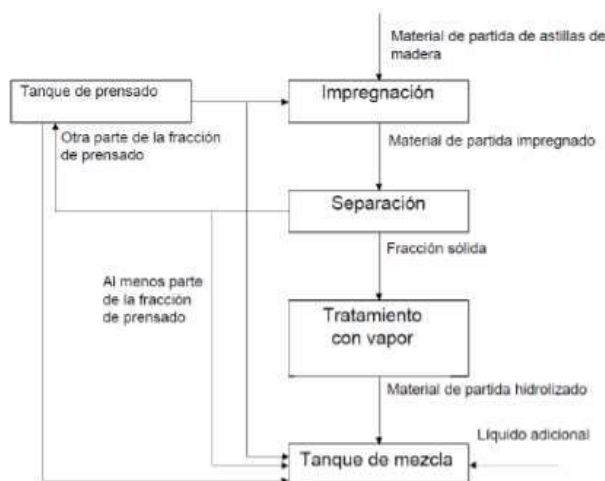 Material de partida de astillas de
madera
Tanque de prensado
Impregnación
Otra parte de la fracción
de prensado
Material de partida impregnado
Separación
Fracción sólida
Al menos parte
de la fracción
de prensado
Tratamiento
con vapor
Material de partida hidrolizado
Líquido adicional
Tanque de mezcla